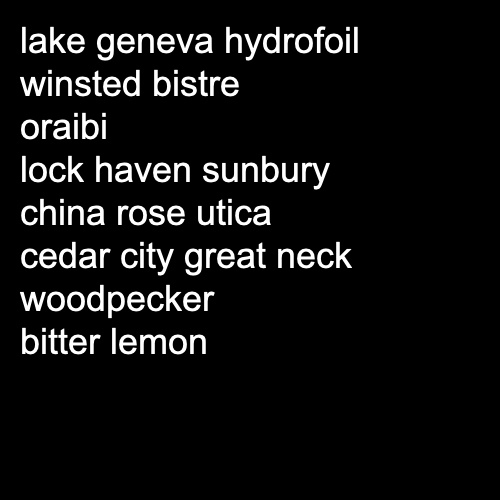 lake geneva hydrofoil
winsted bistre
oraibi
lock haven sunbury
china rose utica
cedar city great neck
woodpecker
bitter lemon